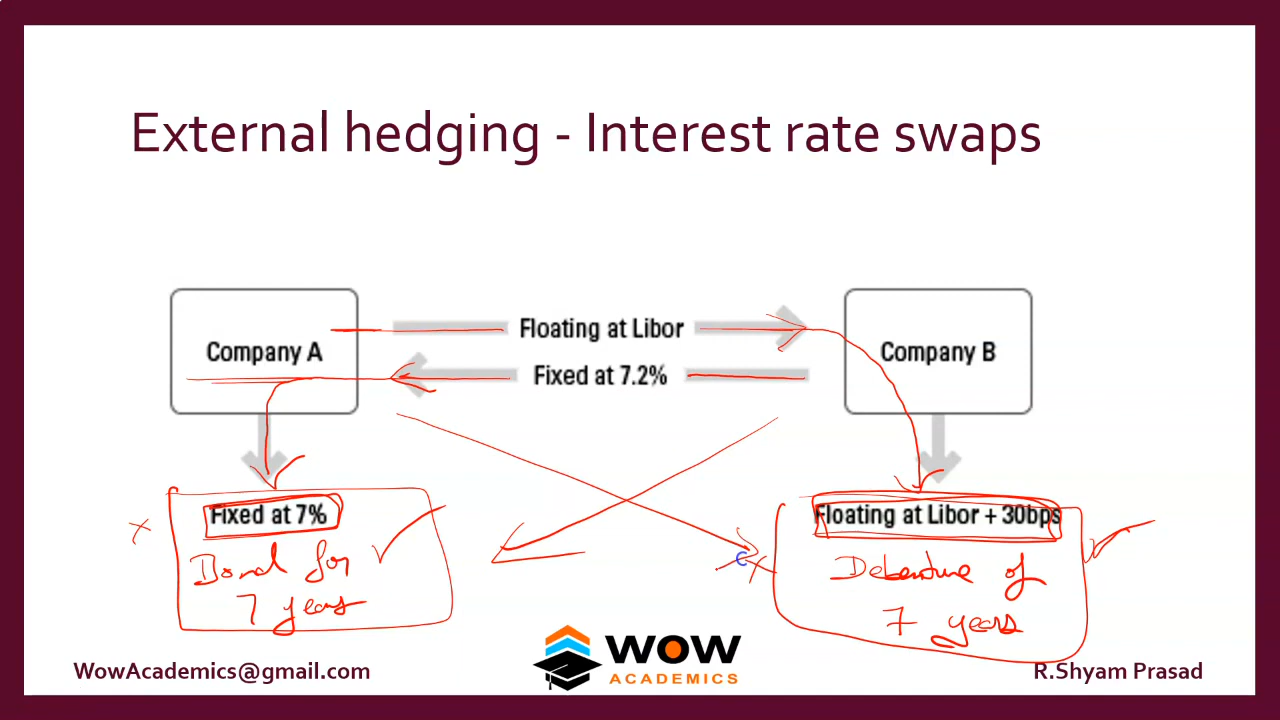 External hedging - Interest rate swaps
Floating at Libor
Company A
Company B
Fixed at 7.2%
Fixed at 7%
Floating at Libor + 30bps
Bond for
7 years
Debenture of
7 years
WOW
ACADEMICS
WowAcademics@gmail.com
R.Shyam Prasad